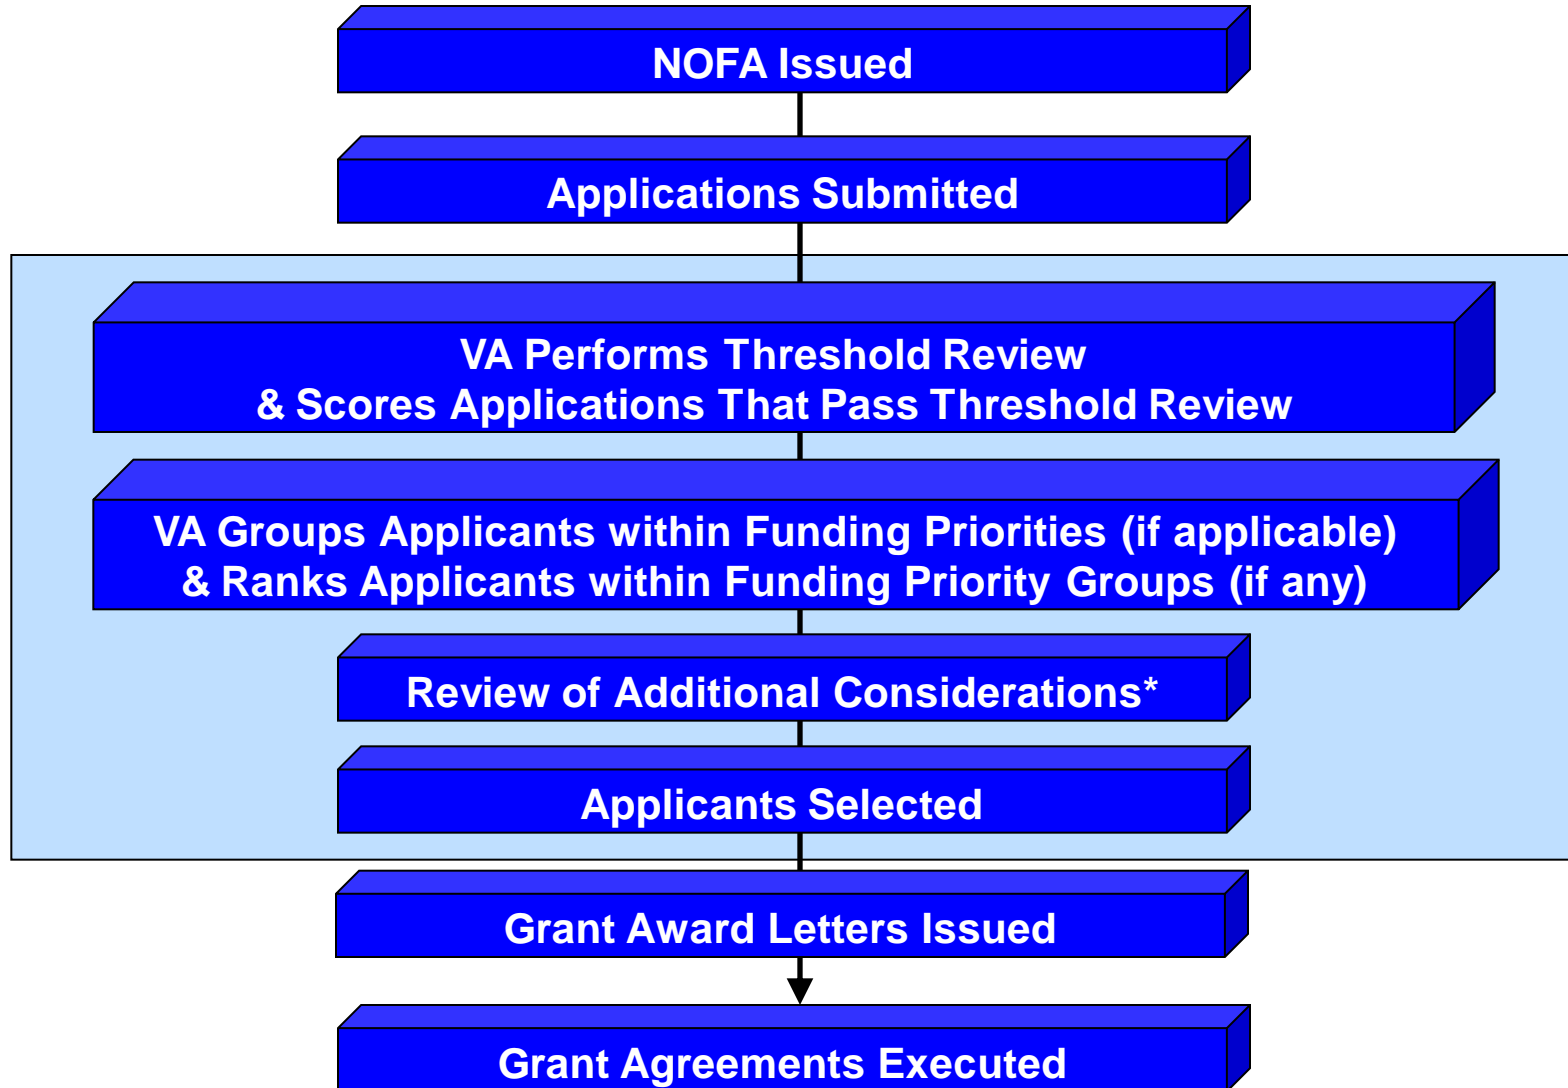 NOFA Issued
Applications Submitted
VA Performs Threshold Review
& Scores Applications That Pass Threshold Review
VA Groups Applicants within Funding Priorities (if applicable)
& Ranks Applicants within Funding Priority Groups (if any)
Review of Additional Considerations*
Applicants Selected
Grant Award Letters Issued
Grant Agreements Executed